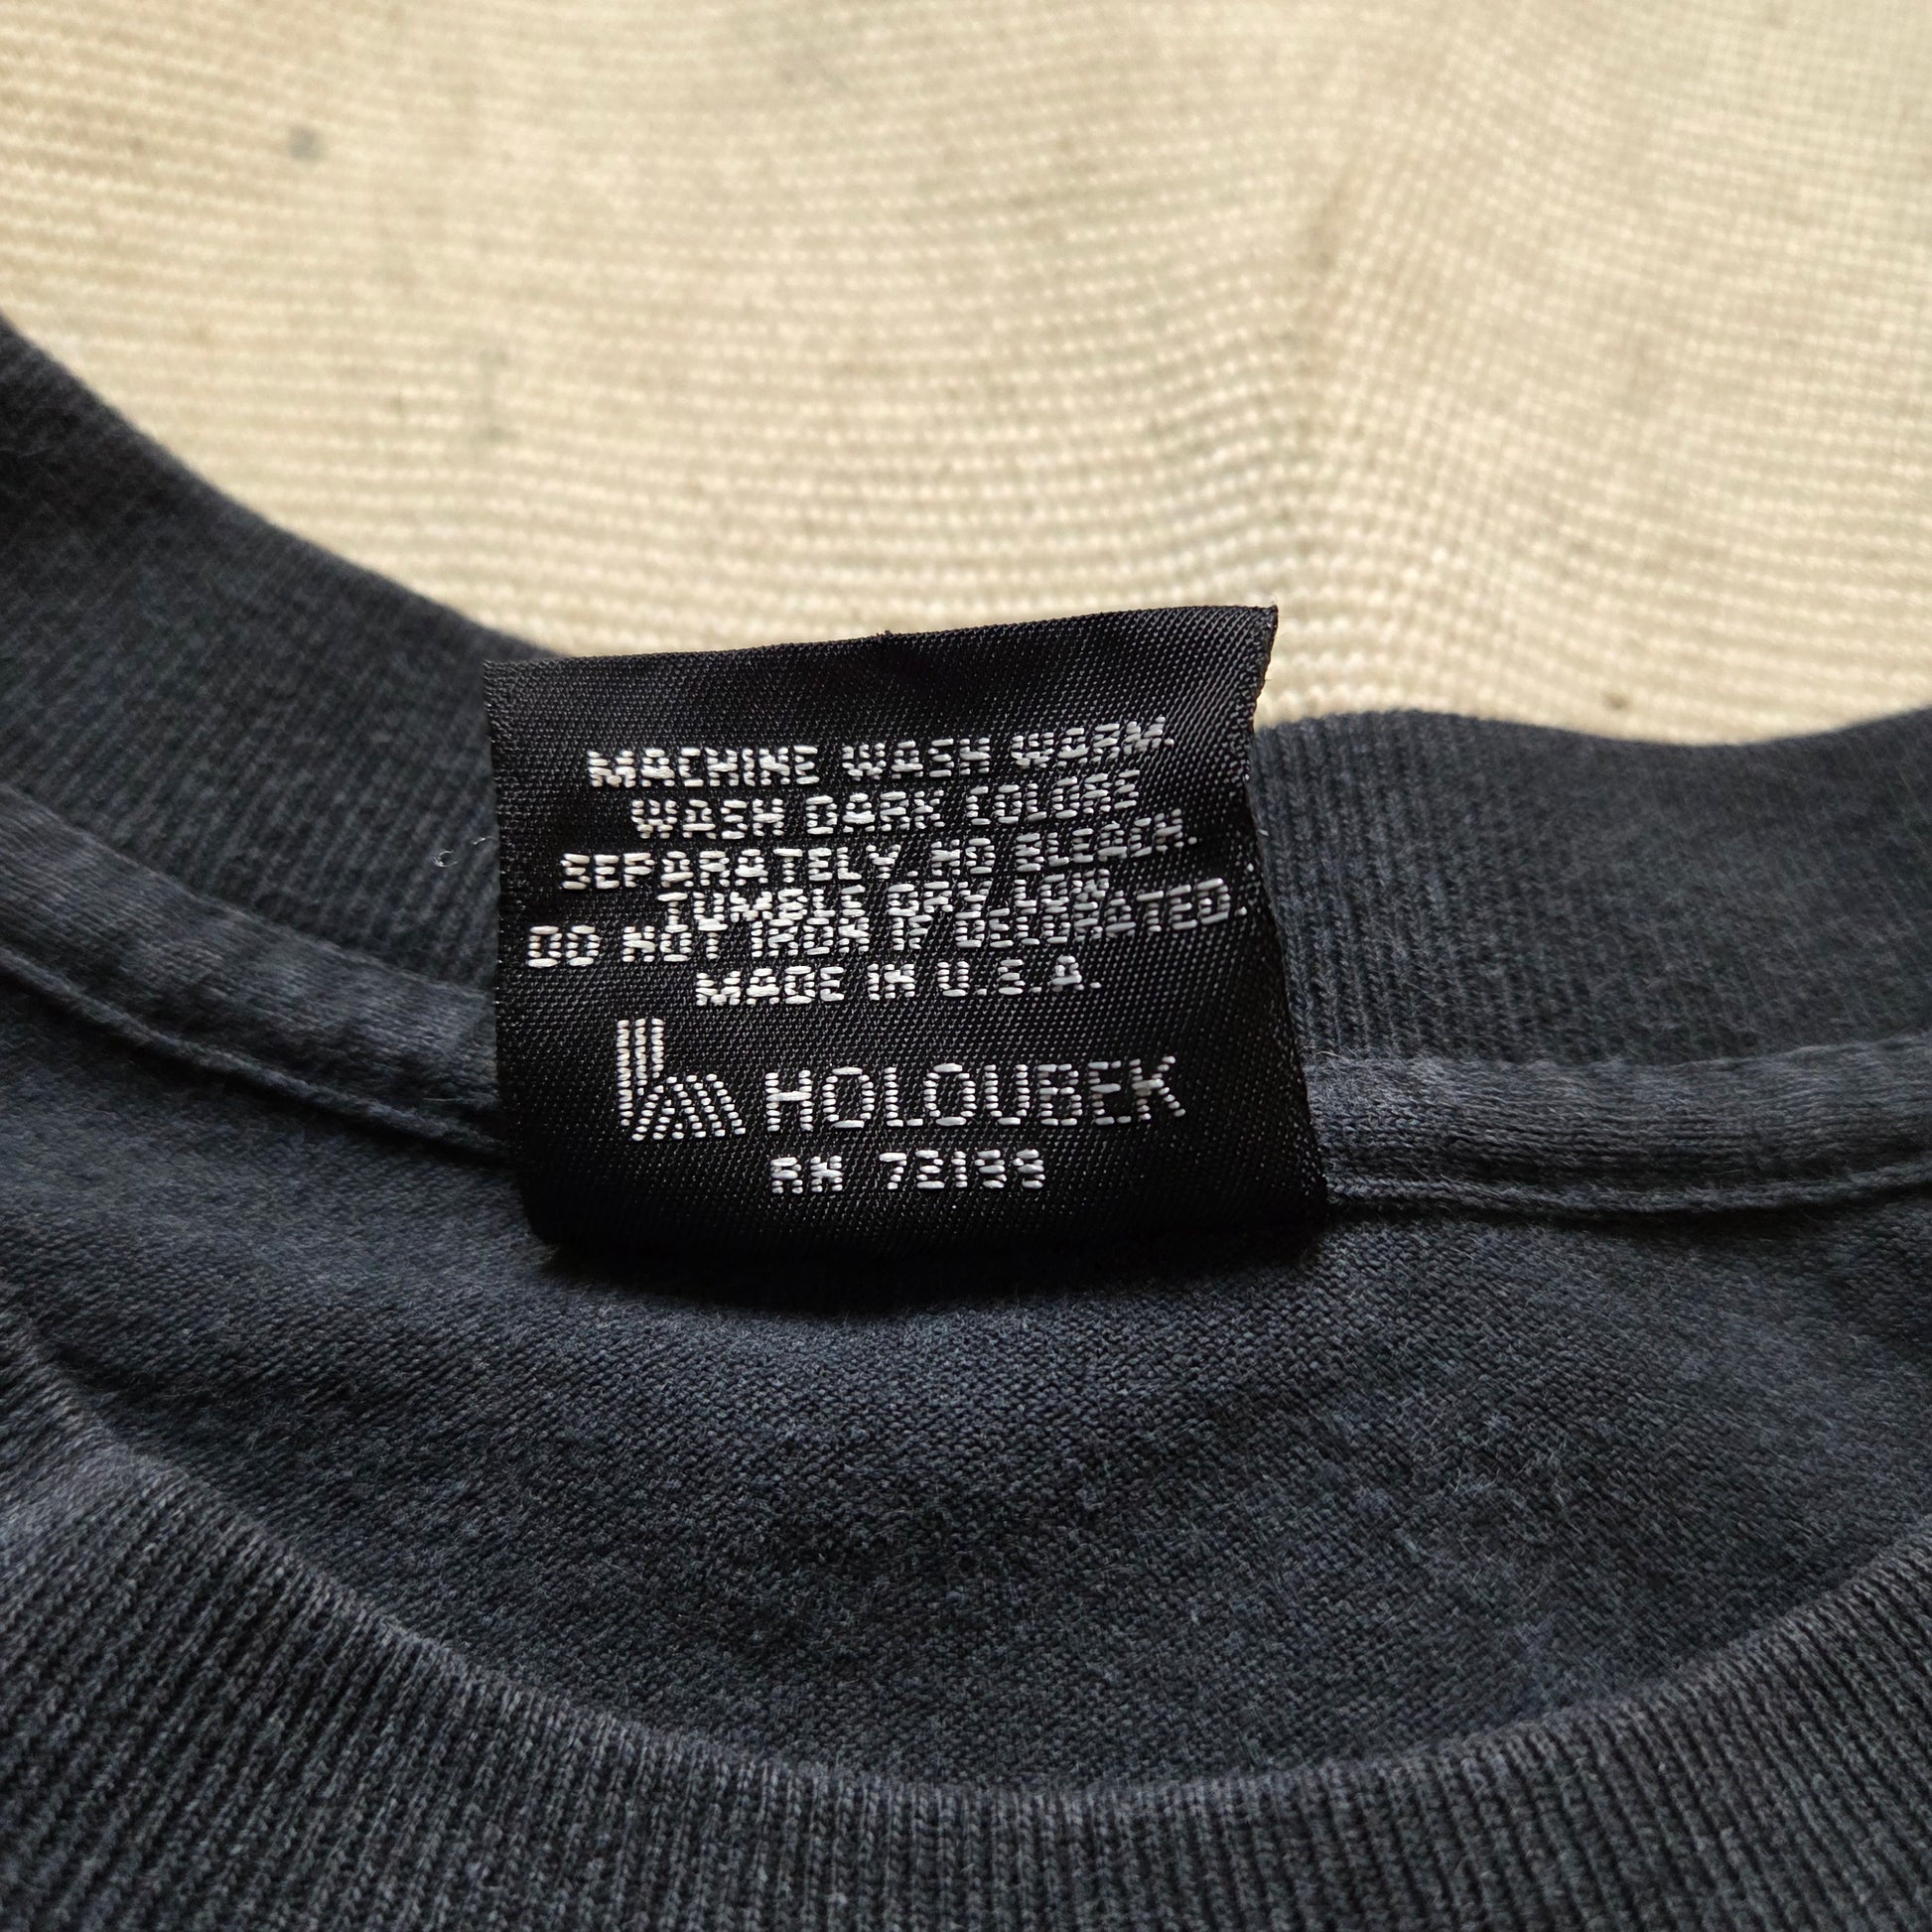 MACHINE WASH WARM.
WASH DARK COLORS
SEPARATELY. NO BLEACH.
TUMBLE DRY LOW
DO NOT IRON IF DECORATED.
MADE IN U.S.A.
h HOLOUBEK
RN 72139